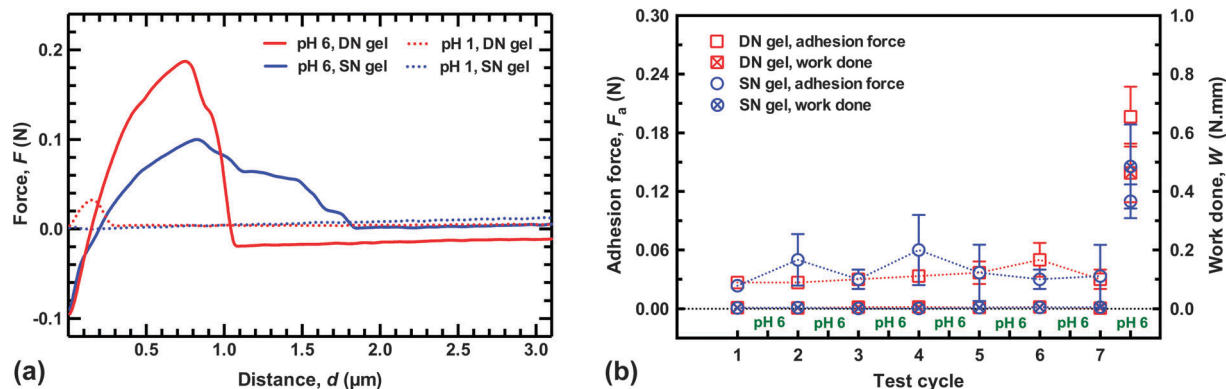 0.2
0.1
0.0
-0.1
Force, F (N)
pH 6, DN gel
pH 6, SN gel
pH 1, DN gel
pH 1, SN gel
0.5
1.0
1.5
2.0
2.5
3.0
Distance, d (µm)
(a)
0.30
0.24
0.18
0.12
0.06
0.00
Adhesion force, Fa (N)
DN gel, adhesion force
DN gel, work done
SN gel, adhesion force
SN gel, work done
1.0
0.8
0.6
0.4
0.2
0.0
Work done, W (N.mm)
pH 6 pH 6 pH 6 pH 6 pH 6 pH 6 pH 6
1 2 3 4 5 6 7
Test cycle
(b)